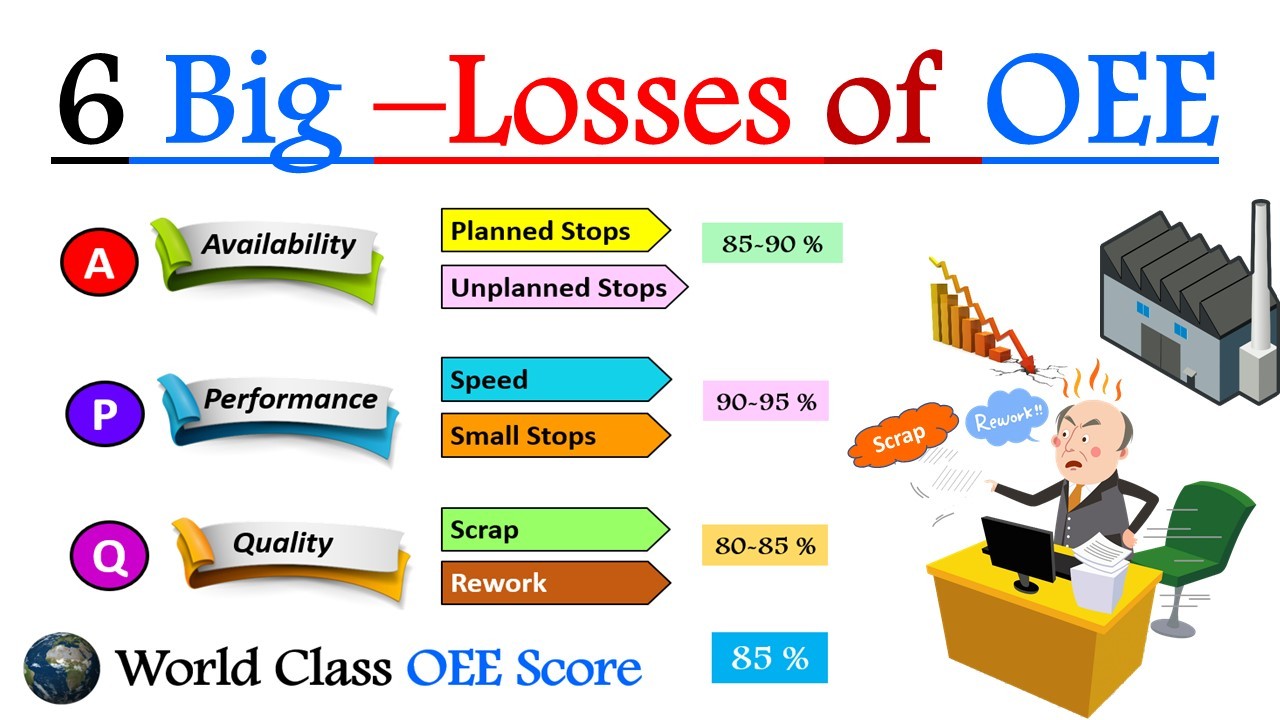 6 Big –Losses of OEE
A
Availability
Planned Stops
85-90 %
Unplanned Stops
P
Performance
Speed
90-95 %
Small Stops
Scrap
Rework!!
Q
Quality
Scrap
80-85 %
Rework
World Class OEE Score
85 %